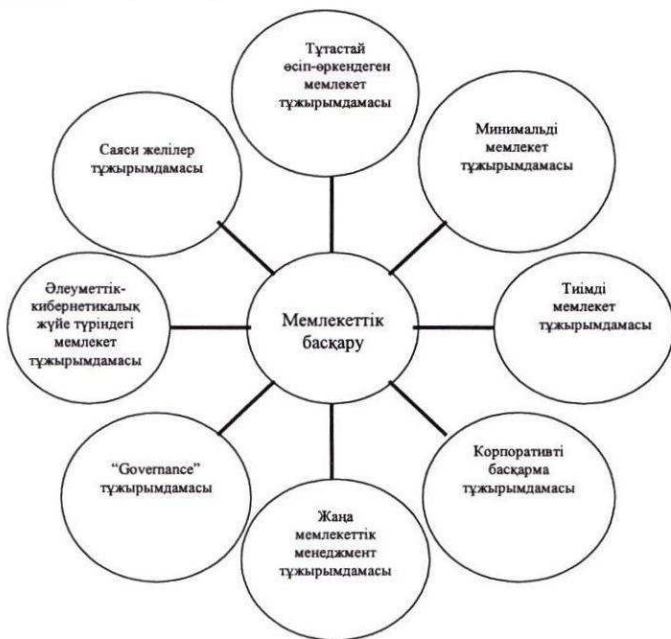 Тұтастай
өсіп-өркендеген
мемлекет
тұжырымдамасы
Минимальді
мемлекет
тұжырымдамасы
Тиімді
мемлекет
тұжырымдамасы
Корпоративті
басқарма
тұжырымдамасы
Жаңа
мемлекеттік
менеджмент
тұжырымдамасы
“Governance”
тұжырымдамасы
Әлеуметтік-
кибернетикалық
жүйе түріндегі
мемлекет
тұжырымдамасы
Саяси желілер
тұжырымдамасы
Мемлекеттік
басқару